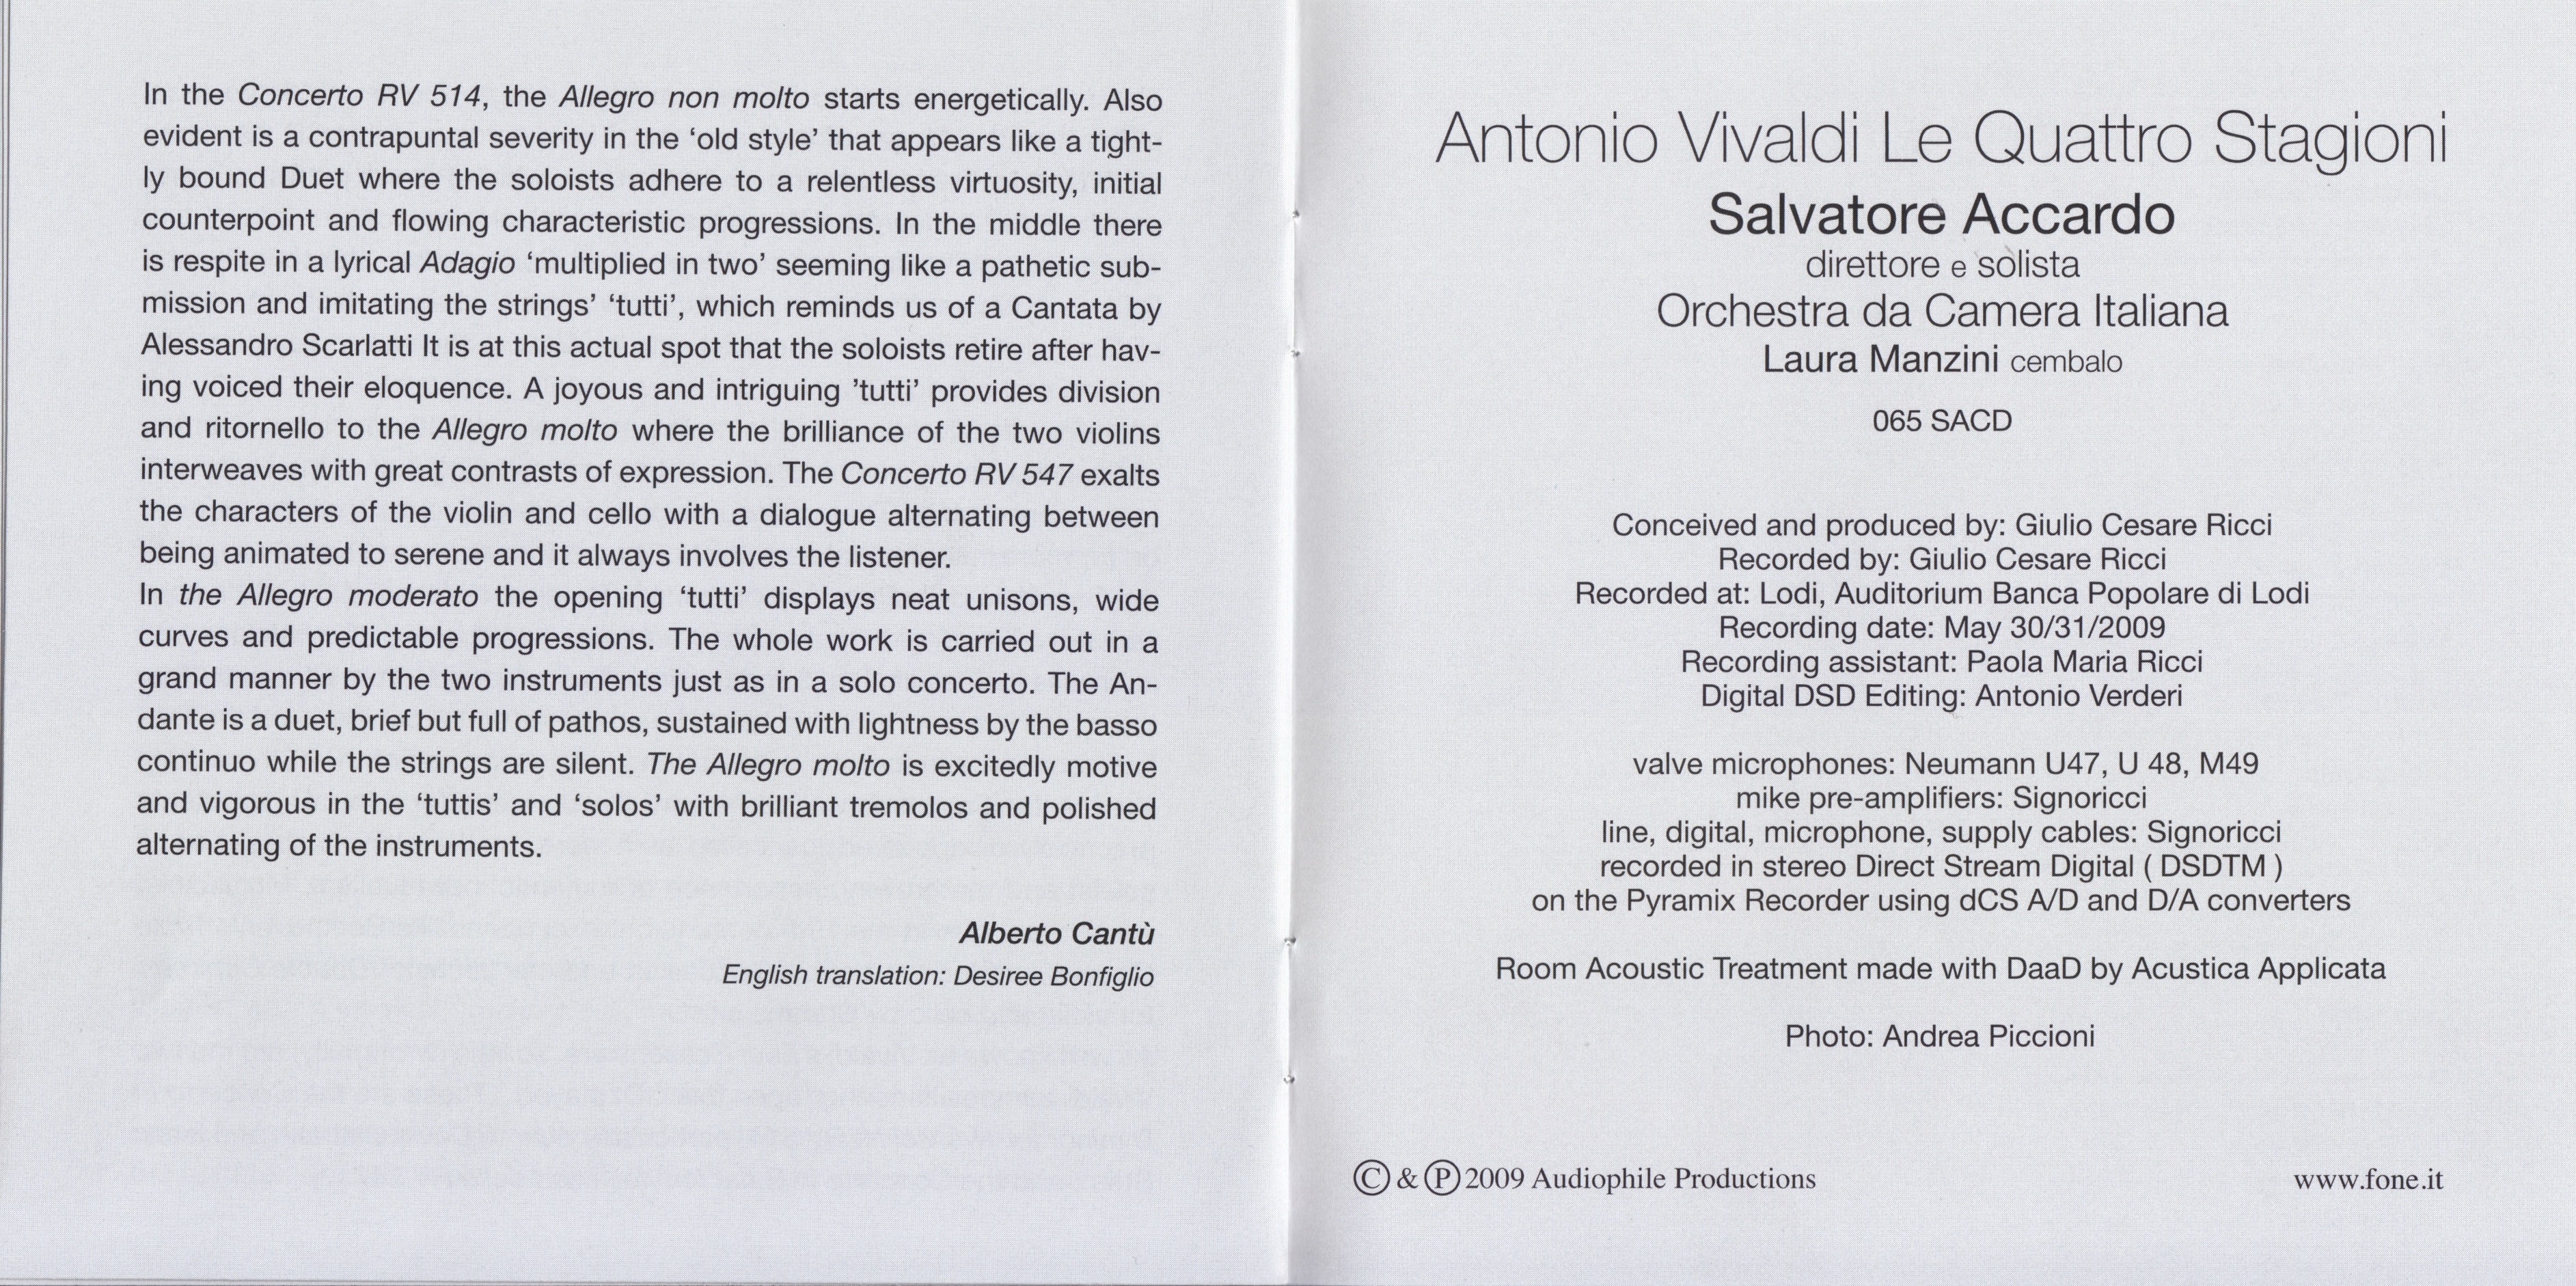 In the Concerto RV 514, the Allegro non molto starts energetically. Also
evident is a contrapuntal severity in the ‘old style’ that appears like a tight-
ly bound Duet where the soloists adhere to a relentless virtuosity, initial
counterpoint and flowing characteristic progressions. In the middle there
is respite in a lyrical Adagio ‘multiplied in two’ seeming like a pathetic sub-
mission and imitating the strings’ ‘tutti’, which reminds us of a Cantata by
Alessandro Scarlatti It is at this actual spot that the soloists retire after hav-
ing voiced their eloquence. A joyous and intriguing ’tutti’ provides division
and ritornello to the Allegro molto where the brilliance of the two violins
interweaves with great contrasts of expression. The Concerto RV 547 exalts
the characters of the violin and cello with a dialogue alternating between
being animated to serene and it always involves the listener.
In the Allegro moderato the opening ‘tutti’ displays neat unisons, wide
curves and predictable progressions. The whole work is carried out in a
grand manner by the two instruments just as in a solo concerto. The An-
dante is a duet, brief but full of pathos, sustained with lightness by the basso
continuo while the strings are silent. The Allegro molto is excitedly motive
and vigorous in the ‘tuttis’ and ‘solos’ with brilliant tremolos and polished
alternating of the instruments.
Alberto Cantù
English translation: Desiree Bonfiglio
Antonio Vivaldi Le Quattro Stagioni
Salvatore Accardo
direttore e solista
Orchestra da Camera Italiana
Laura Manzini cembalo
065 SACD
Conceived and produced by: Giulio Cesare Ricci
Recorded by: Giulio Cesare Ricci
Recorded at: Lodi, Auditorium Banca Popolare di Lodi
Recording date: May 30/31/2009
Recording assistant: Paola Maria Ricci
Digital DSD Editing: Antonio Verderi
valve microphones: Neumann U47, U 48, M49
mike pre-amplifiers: Signoricci
line, digital, microphone, supply cables: Signoricci
recorded in stereo Direct Stream Digital ( DSDTM )
on the Pyramix Recorder using dCS A/D and D/A converters
Room Acoustic Treatment made with DaaD by Acustica Applicata
Photo: Andrea Piccioni
Ⓒ & Ⓟ 2009 Audiophile Productions
www.fone.it